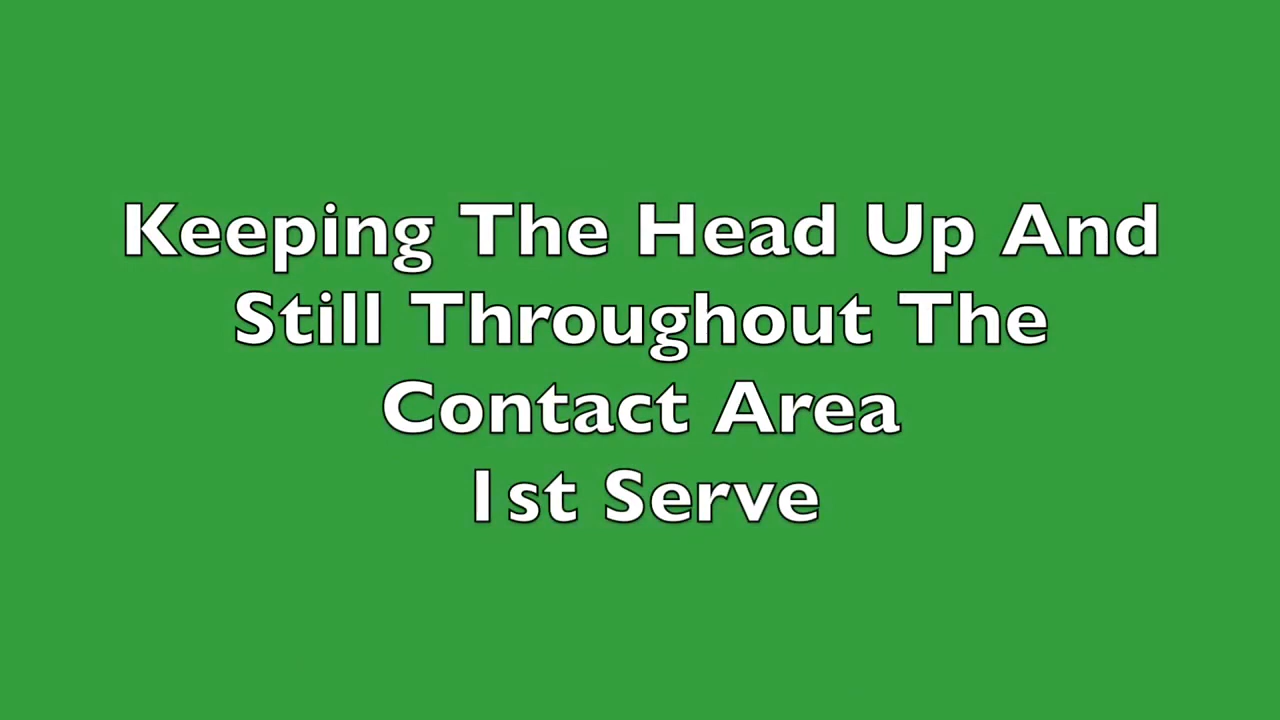 Keeping The Head Up And
Still Throughout The
Contact Area
1st Serve